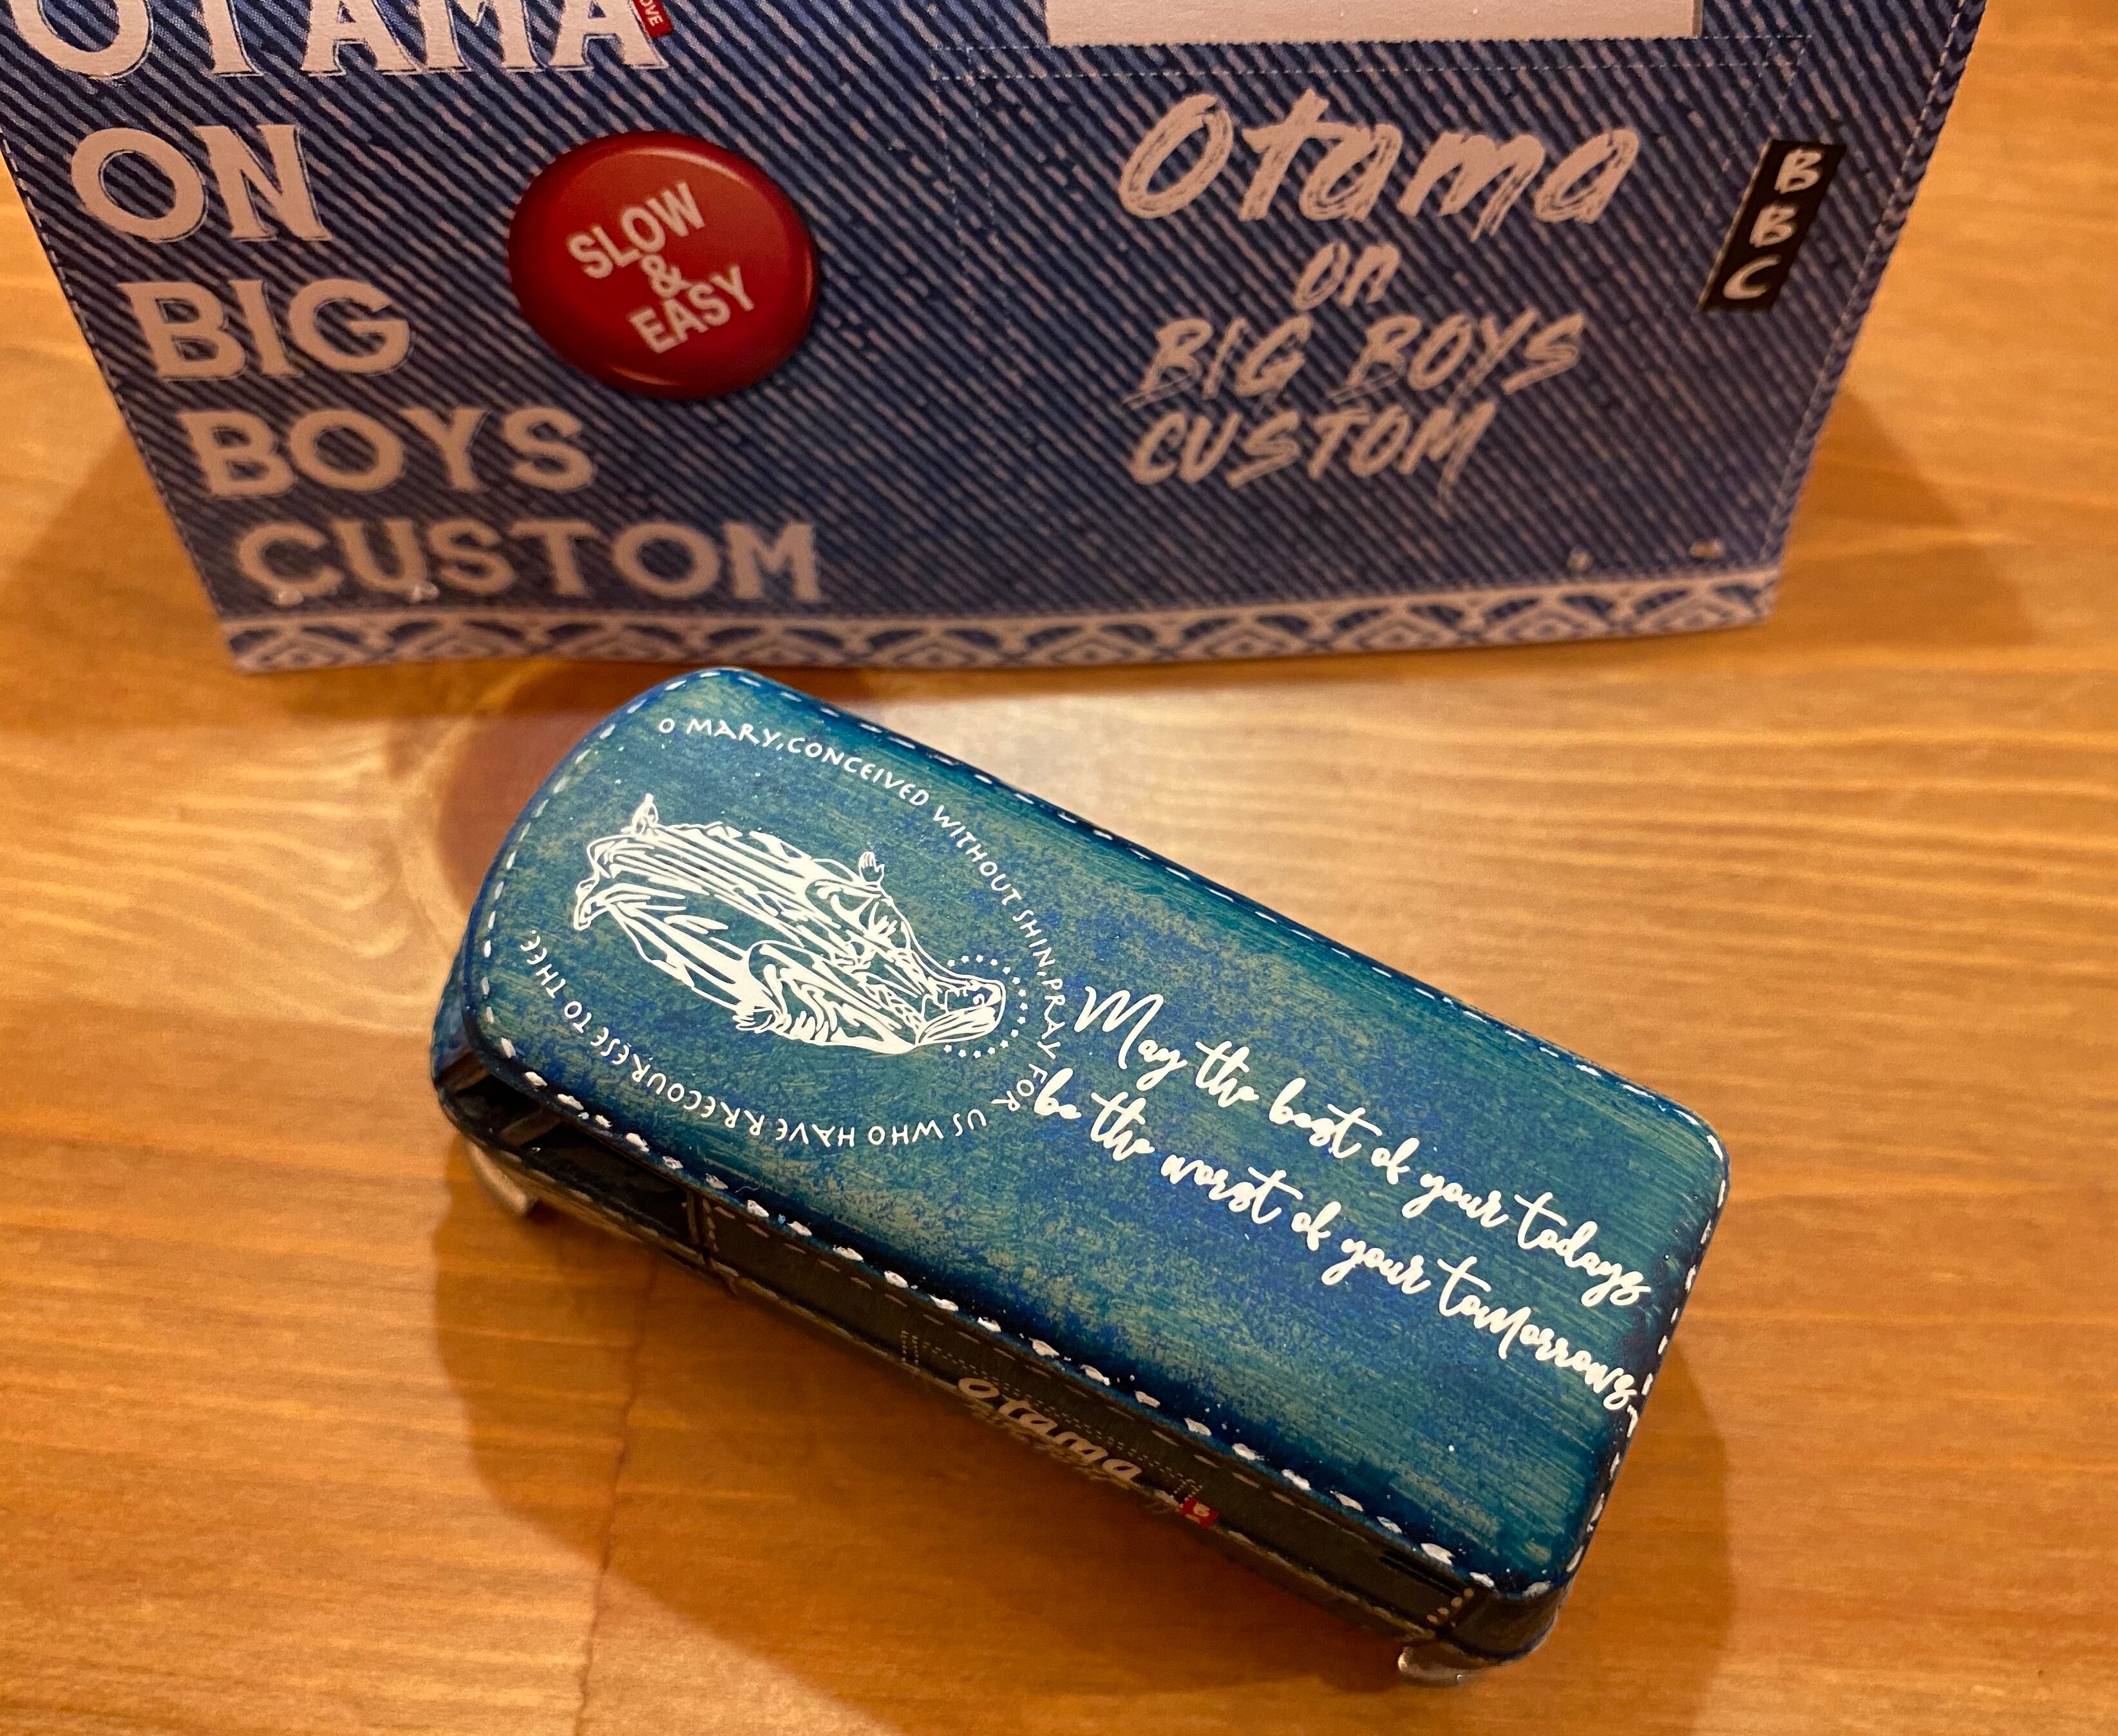 OTAMA
ON
BIG
BOYS
CUSTOM
SLOW
&
EASY
Otama
on
BIG BOYS
CUSTOM
B
B
C
O MARY,CONCEIVED WITHOUT SHIN,PRAY FOR US WHO HAVE RRECOURESE TO THEE.
May the best of your todays
be the worst of your toMorrows.
Otama